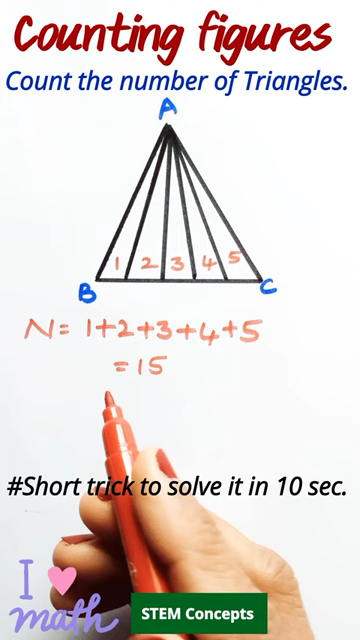 Counting figures
Count the number of Triangles.
A
1 2 3 4 5
B C
N = 1+2+3+4+5
= 15
#Short trick to solve it in 10 sec.
I
math
STEM Concepts